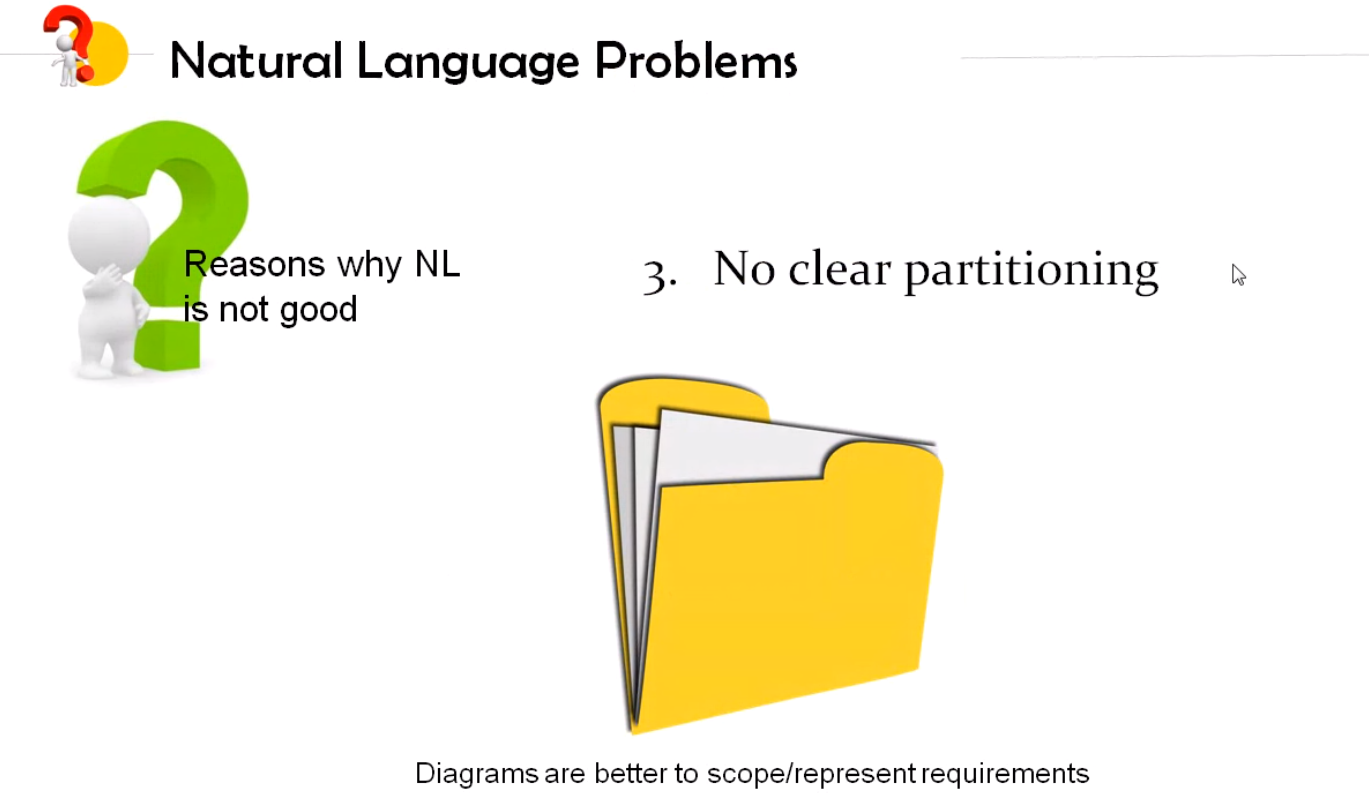 Natural Language Problems
Reasons why NL
is not good
3. No clear partitioning
Diagrams are better to scope/represent requirements